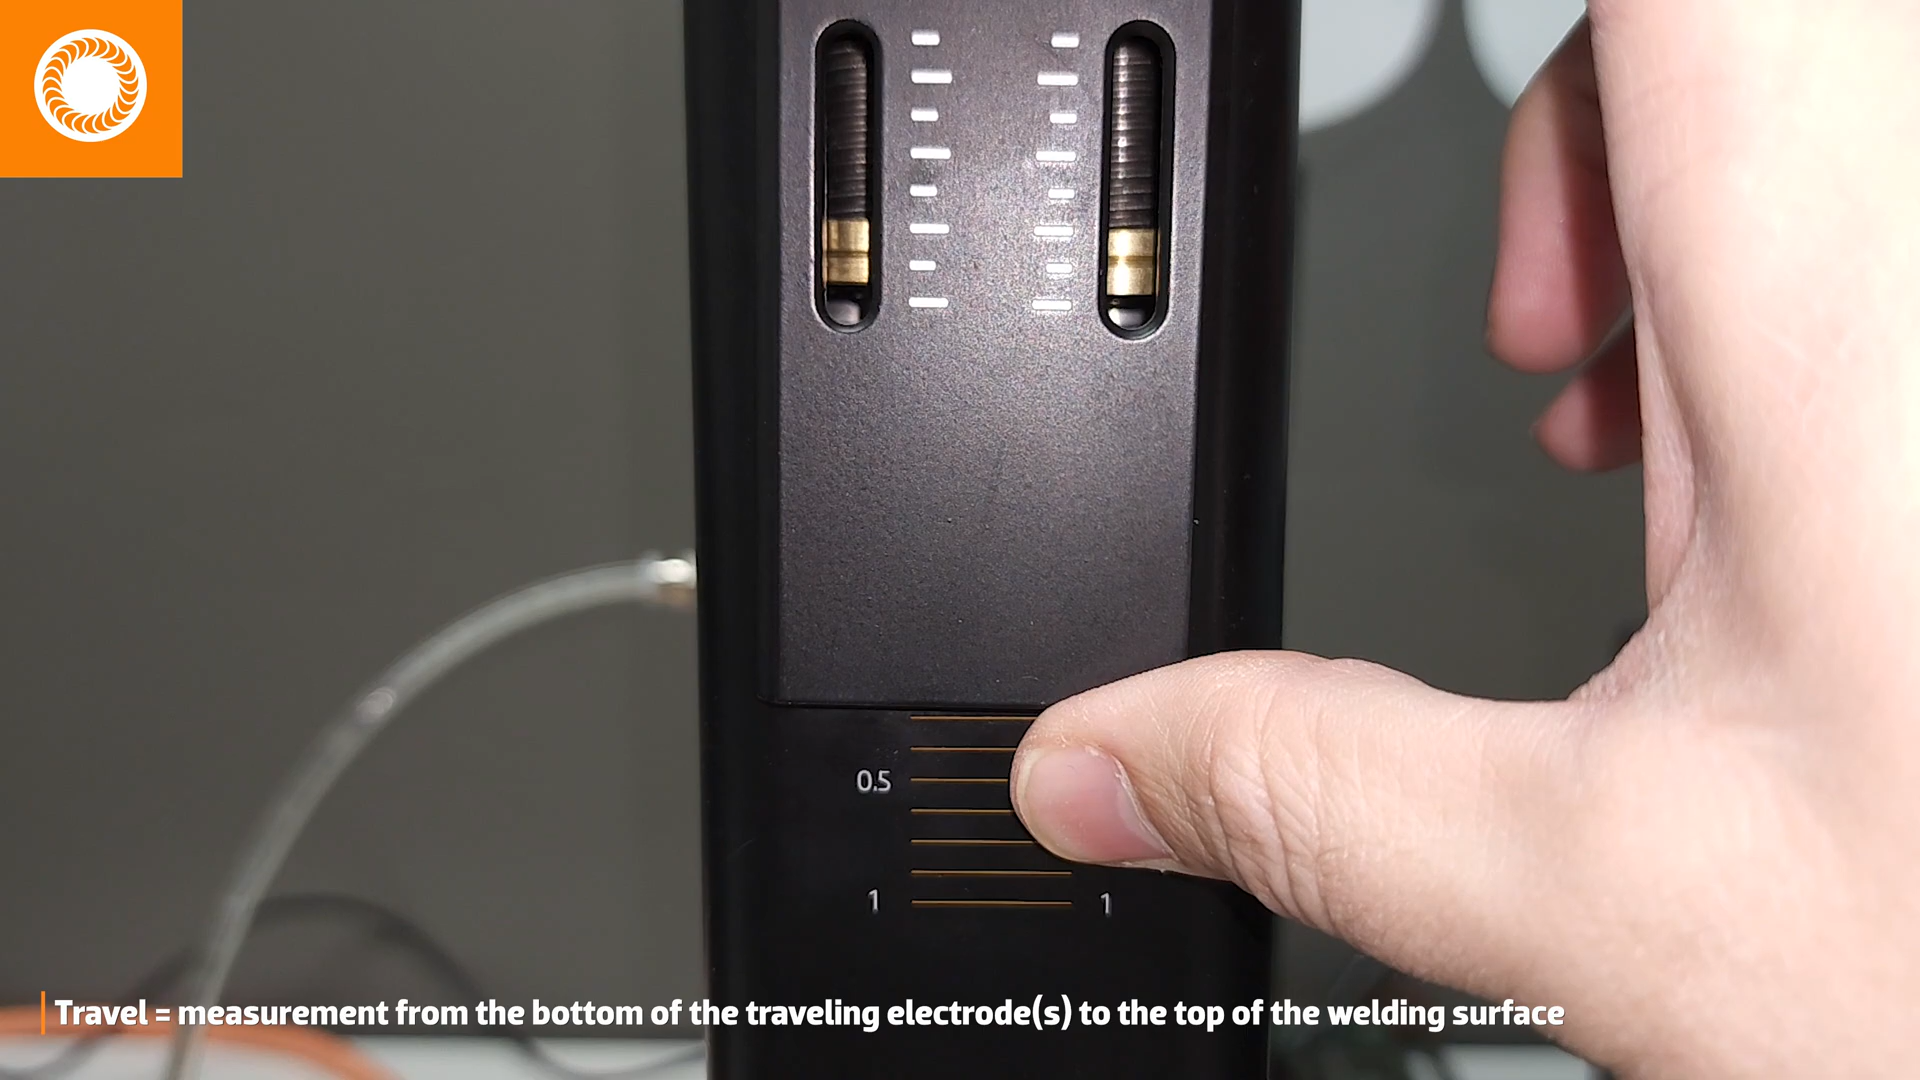 0.5
1 1
Travel = measurement from the bottom of the traveling electrode(s) to the top of the welding surface